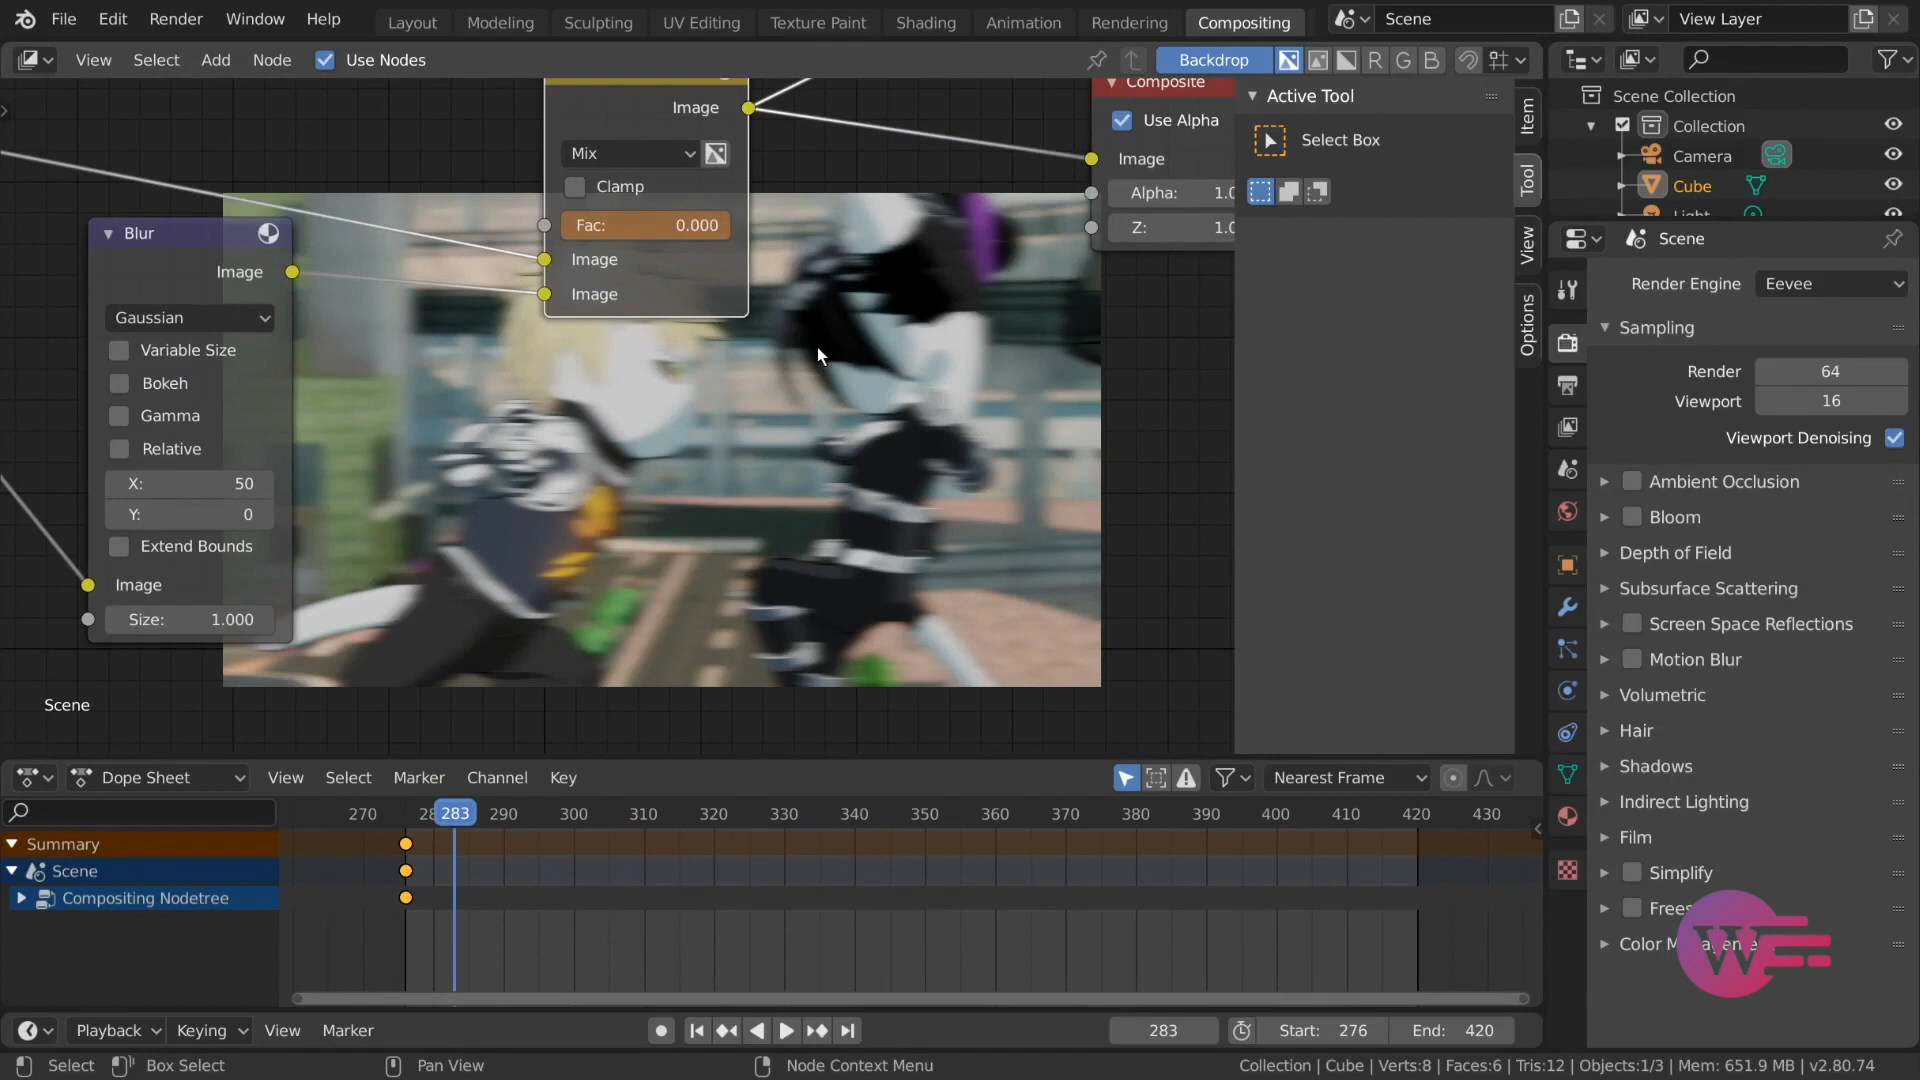 File Edit Render Window Help Layout Modeling Sculpting UV Editing Texture Paint Shading Animation Rendering Compositing Scene View Layer
View Select Add Node Use Nodes Backdrop R G B
Composite
Use Alpha
Image
Alpha: 1.0
Z: 1.0
Image
Mix
Clamp
Fac: 0.000
Image
Image
Blur
Image
Gaussian
Variable Size
Bokeh
Gamma
Relative
X: 50
Y: 0
Extend Bounds
Image
Size: 1.000
Scene
Active Tool
Select Box
Item
Tool
View
Options
Scene Collection
Collection
Camera
Cube
Light
Scene
Render Engine Eevee
Sampling
Render 64
Viewport 16
Viewport Denoising
Ambient Occlusion
Bloom
Depth of Field
Subsurface Scattering
Screen Space Reflections
Motion Blur
Volumetric
Hair
Shadows
Indirect Lighting
Film
Simplify
Frees
Color M
W
Dope Sheet View Select Marker Channel Key Nearest Frame
270 28 283 290 300 310 320 330 340 350 360 370 380 390 400 410 420 430
Summary
Scene
Compositing Nodetree
Playback Keying View Marker 283 Start: 276 End: 420
Select Box Select Pan View Node Context Menu Collection | Cube | Verts:8 | Faces:6 | Tris:12 | Objects:1/3 | Mem: 651.9 MB | v2.80.74